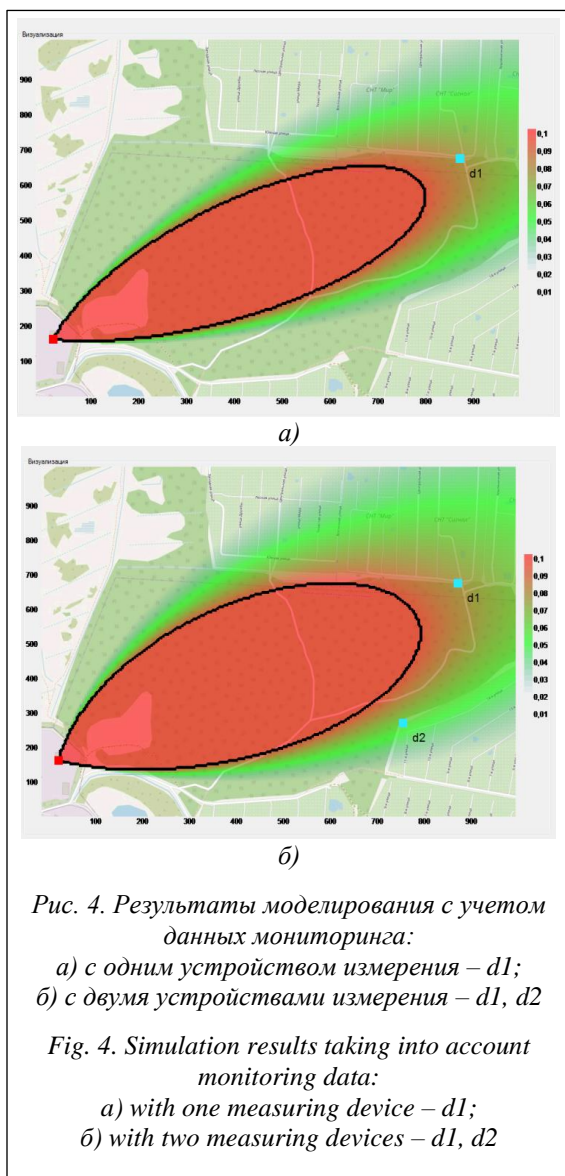 Визуализация
900
800
700
600
500
400
300
200
100
100 200 300 400 500 600 700 800 900
СНТ "Мир"
d1
0,1
0,09
0,08
0,07
0,06
0,05
0,04
0,03
0,02
0,01
а)
Визуализация
900
800
700
600
500
400
300
200
100
100 200 300 400 500 600 700 800 900
СНТ "Мир"
d1
d2
0,1
0,09
0,08
0,07
0,06
0,05
0,04
0,03
0,02
0,01
б)
Рис. 4. Результаты моделирования с учетом
данных мониторинга:
а) с одним устройством измерения – d1;
б) с двумя устройствами измерения – d1, d2
Fig. 4. Simulation results taking into account
monitoring data:
a) with one measuring device – d1;
б) with two measuring devices – d1, d2